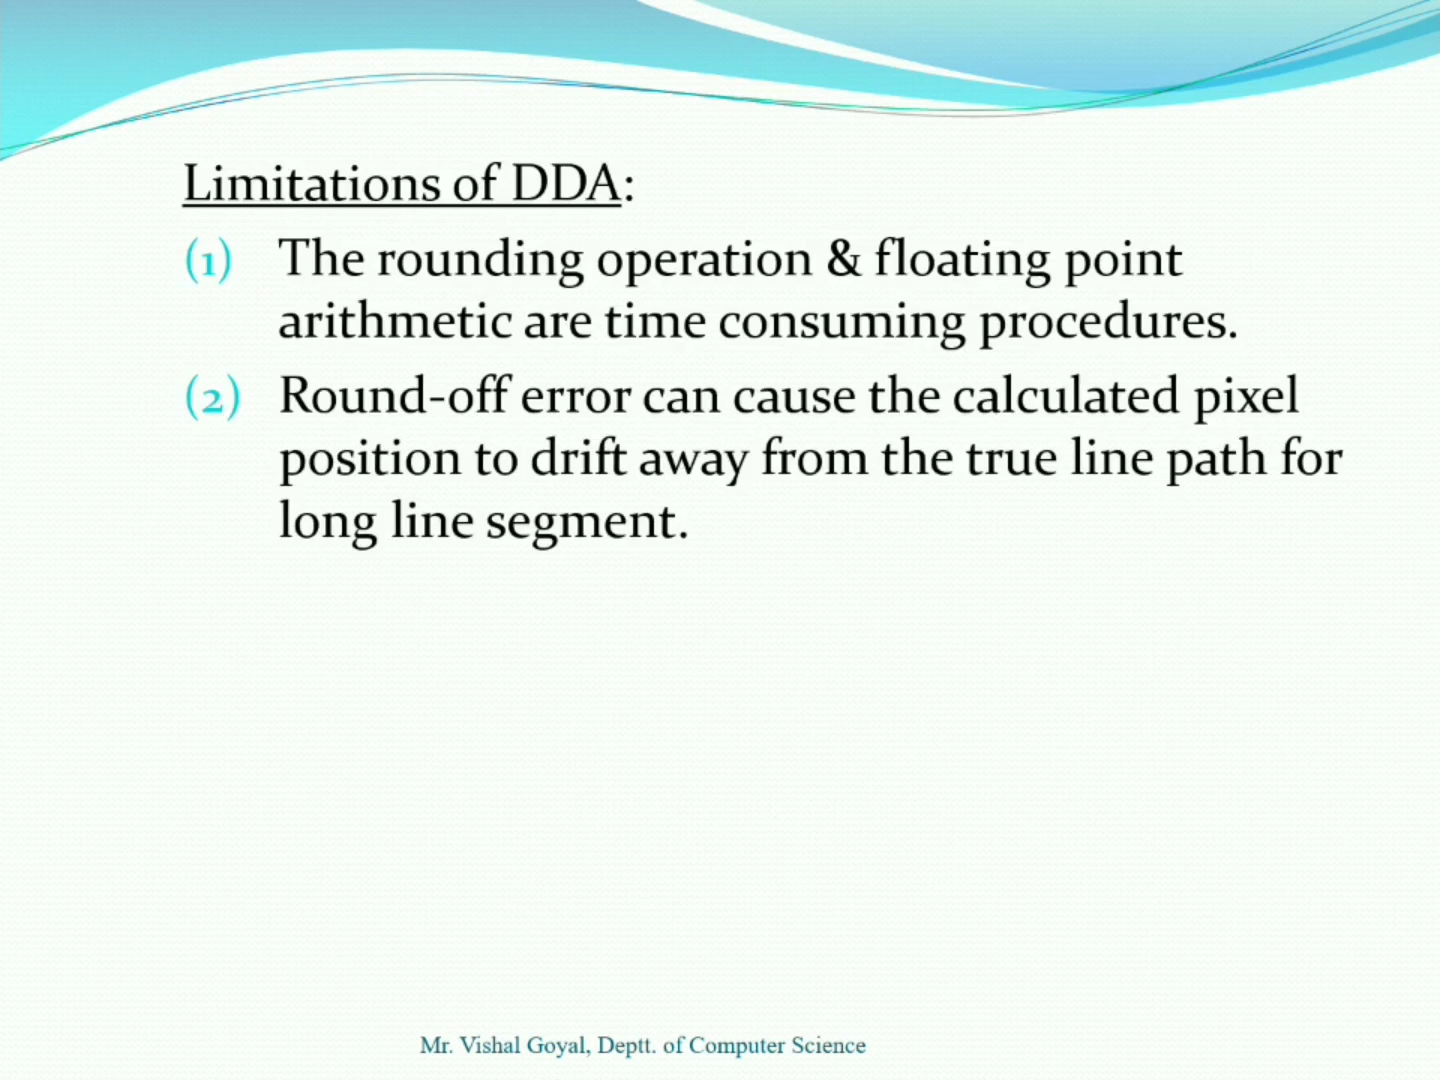 Limitations of DDA:
(1) The rounding operation & floating point
arithmetic are time consuming procedures.
(2) Round-off error can cause the calculated pixel
position to drift away from the true line path for
long line segment.
Mr. Vishal Goyal, Deptt. of Computer Science